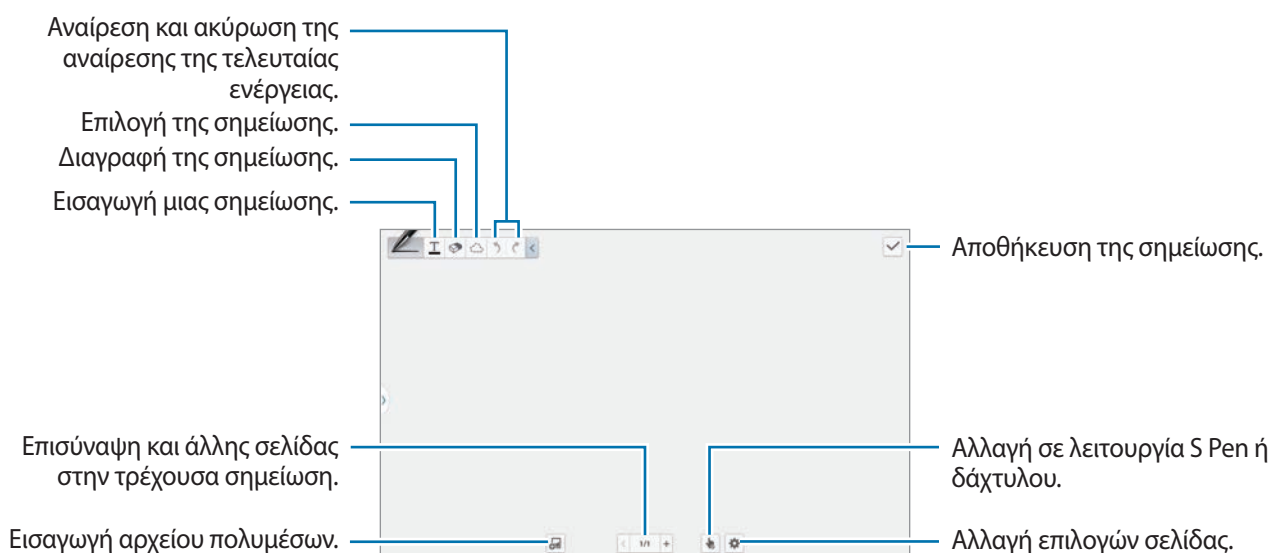 Αναίρεση και ακύρωση της
αναίρεσης της τελευταίας
ενέργειας.
Επιλογή της σημείωσης.
Διαγραφή της σημείωσης.
Εισαγωγή μιας σημείωσης.
T
Αποθήκευση της σημείωσης.
Επισύναψη και άλλης σελίδας
στην τρέχουσα σημείωση.
Αλλαγή σε λειτουργία S Pen ή
δάχτυλου.
Εισαγωγή αρχείου πολυμέσων.
1/1 +
Αλλαγή επιλογών σελίδας.